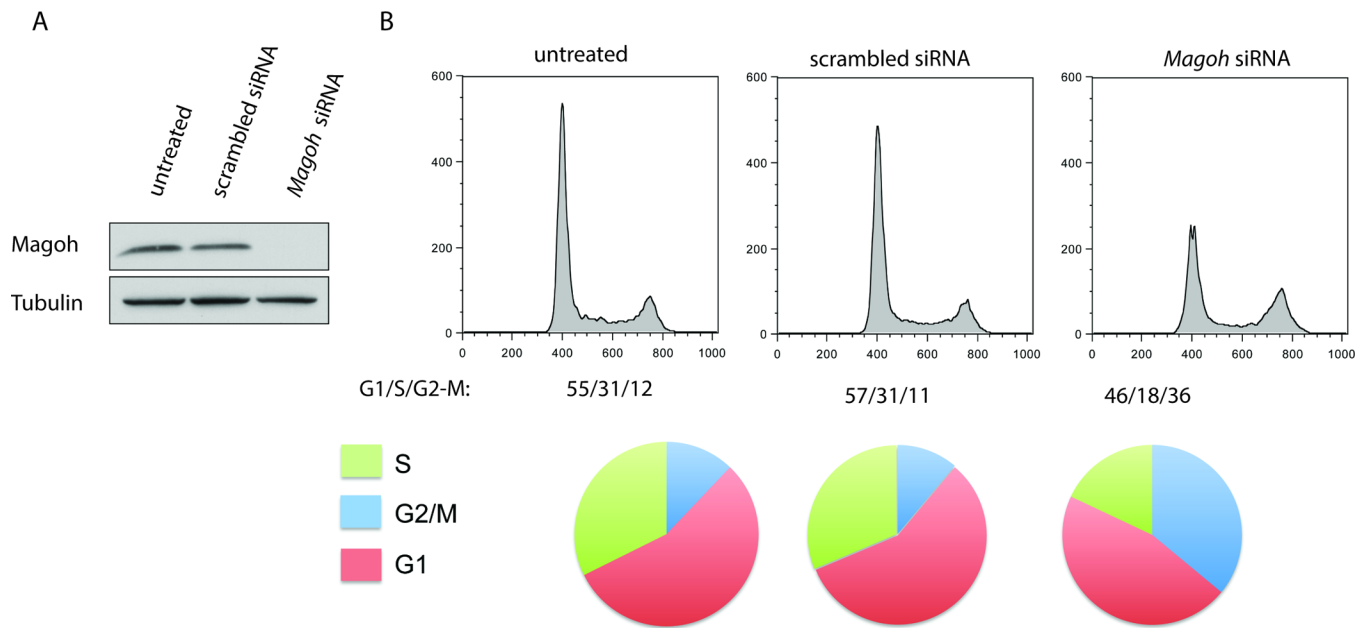 A
B
untreated
scrambled siRNA
Magoh siRNA
Magoh
Tubulin
untreated
scrambled siRNA
Magoh siRNA
600
400
200
0
0 200 400 600 800 1000
600
400
200
0
0 200 400 600 800 1000
600
400
200
0
0 200 400 600 800 1000
G1/S/G2-M: 55/31/12 57/31/11 46/18/36
S
G2/M
G1